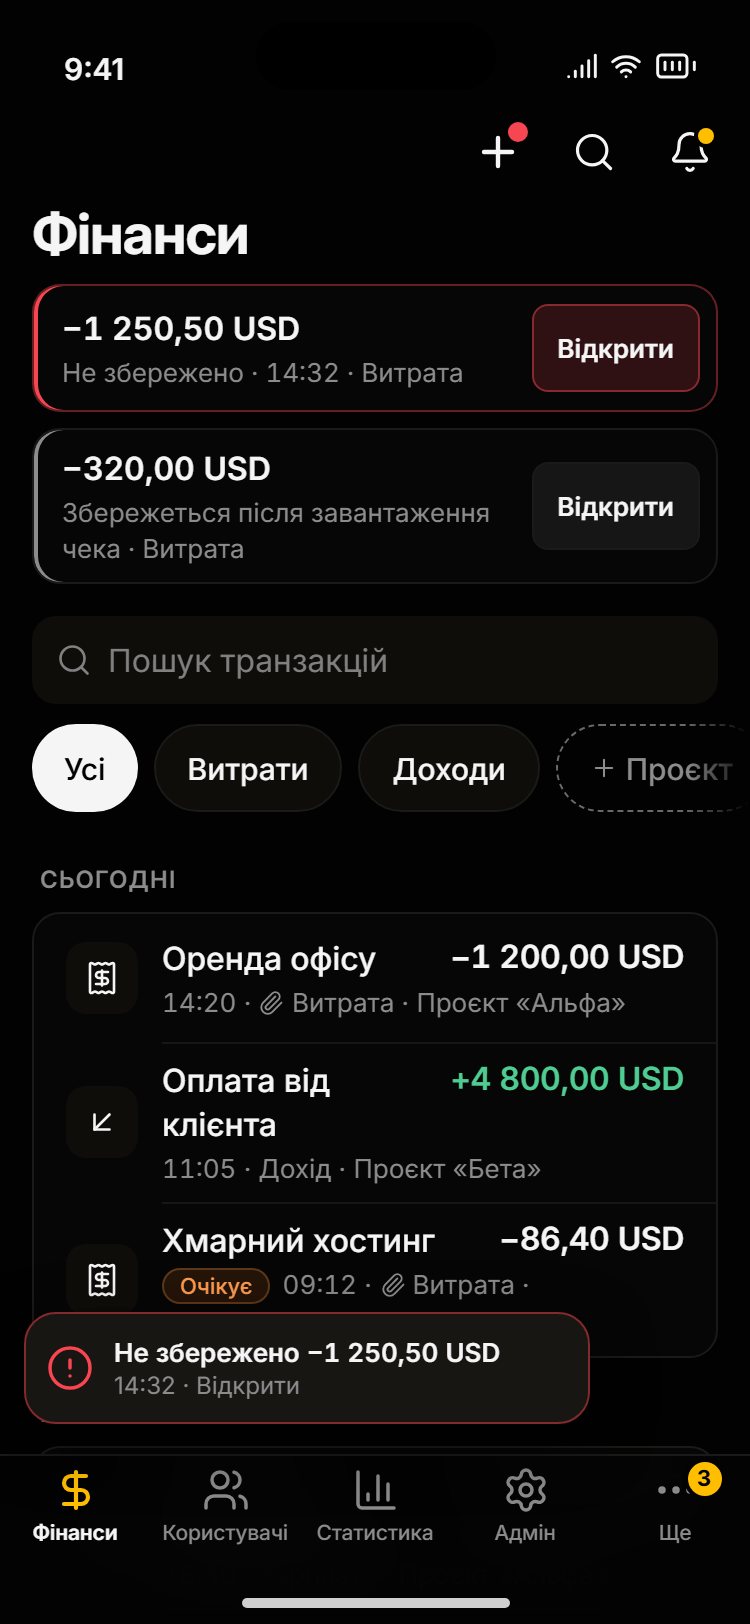 9:41
Фінанси
−1 250,50 USD
Не збережено · 14:32 · Витрата
Відкрити
−320,00 USD
Збережеться після завантаження
чека · Витрата
Відкрити
Пошук транзакцій
Усі
Витрати
Доходи
+ Проєкт
СЬОГОДНІ
Оренда офісу
−1 200,00 USD
14:20 · Витрата · Проєкт «Альфа»
Оплата від
клієнта
+4 800,00 USD
11:05 · Дохід · Проєкт «Бета»
Хмарний хостинг
−86,40 USD
Очікує 09:12 · Витрата ·
Не збережено −1 250,50 USD
14:32 · Відкрити
3
Фінанси
Користувачі
Статистика
Адмін
Ще